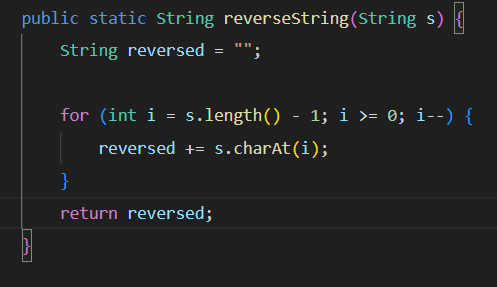 public static String reverseString(String s) {
    String reversed = "";

    for (int i = s.length() - 1; i >= 0; i--) {
        reversed += s.charAt(i);
    }
    return reversed;
}